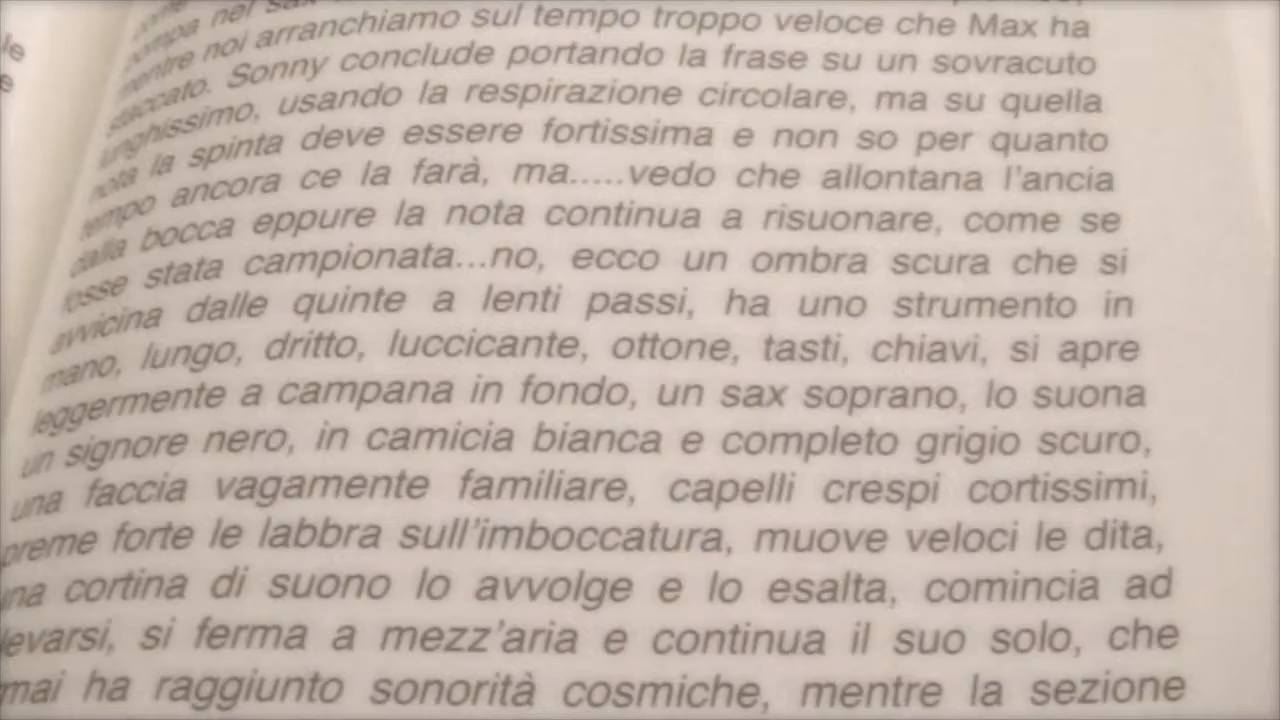 le
e
pompa nel sax
mentre noi arranchiamo sul tempo troppo veloce che Max ha
staccato. Sonny conclude portando la frase su un sovracuto
lunghissimo, usando la respirazione circolare, ma su quella
nota la spinta deve essere fortissima e non so per quanto
tempo ancora ce la farà, ma.....vedo che allontana l'ancia
dalla bocca eppure la nota continua a risuonare, come se
fosse stata campionata...no, ecco un ombra scura che si
avvicina dalle quinte a lenti passi, ha uno strumento in
mano, lungo, dritto, luccicante, ottone, tasti, chiavi, si apre
leggermente a campana in fondo, un sax soprano, lo suona
un signore nero, in camicia bianca e completo grigio scuro,
una faccia vagamente familiare, capelli crespi cortissimi,
preme forte le labbra sull'imboccatura, muove veloci le dita,
una cortina di suono lo avvolge e lo esalta, comincia ad
levarsi, si ferma a mezz'aria e continua il suo solo, che
mai ha raggiunto sonorità cosmiche, mentre la sezione